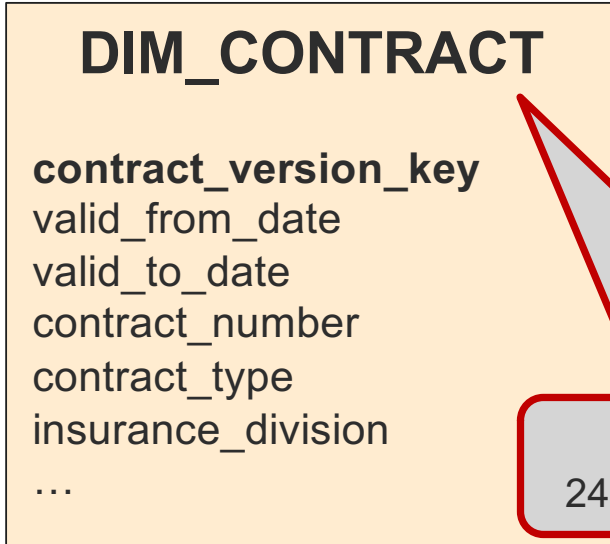 DIM_CONTRACT
contract_version_key
valid_from_date
valid_to_date
contract_number
contract_type
insurance_division
…
24